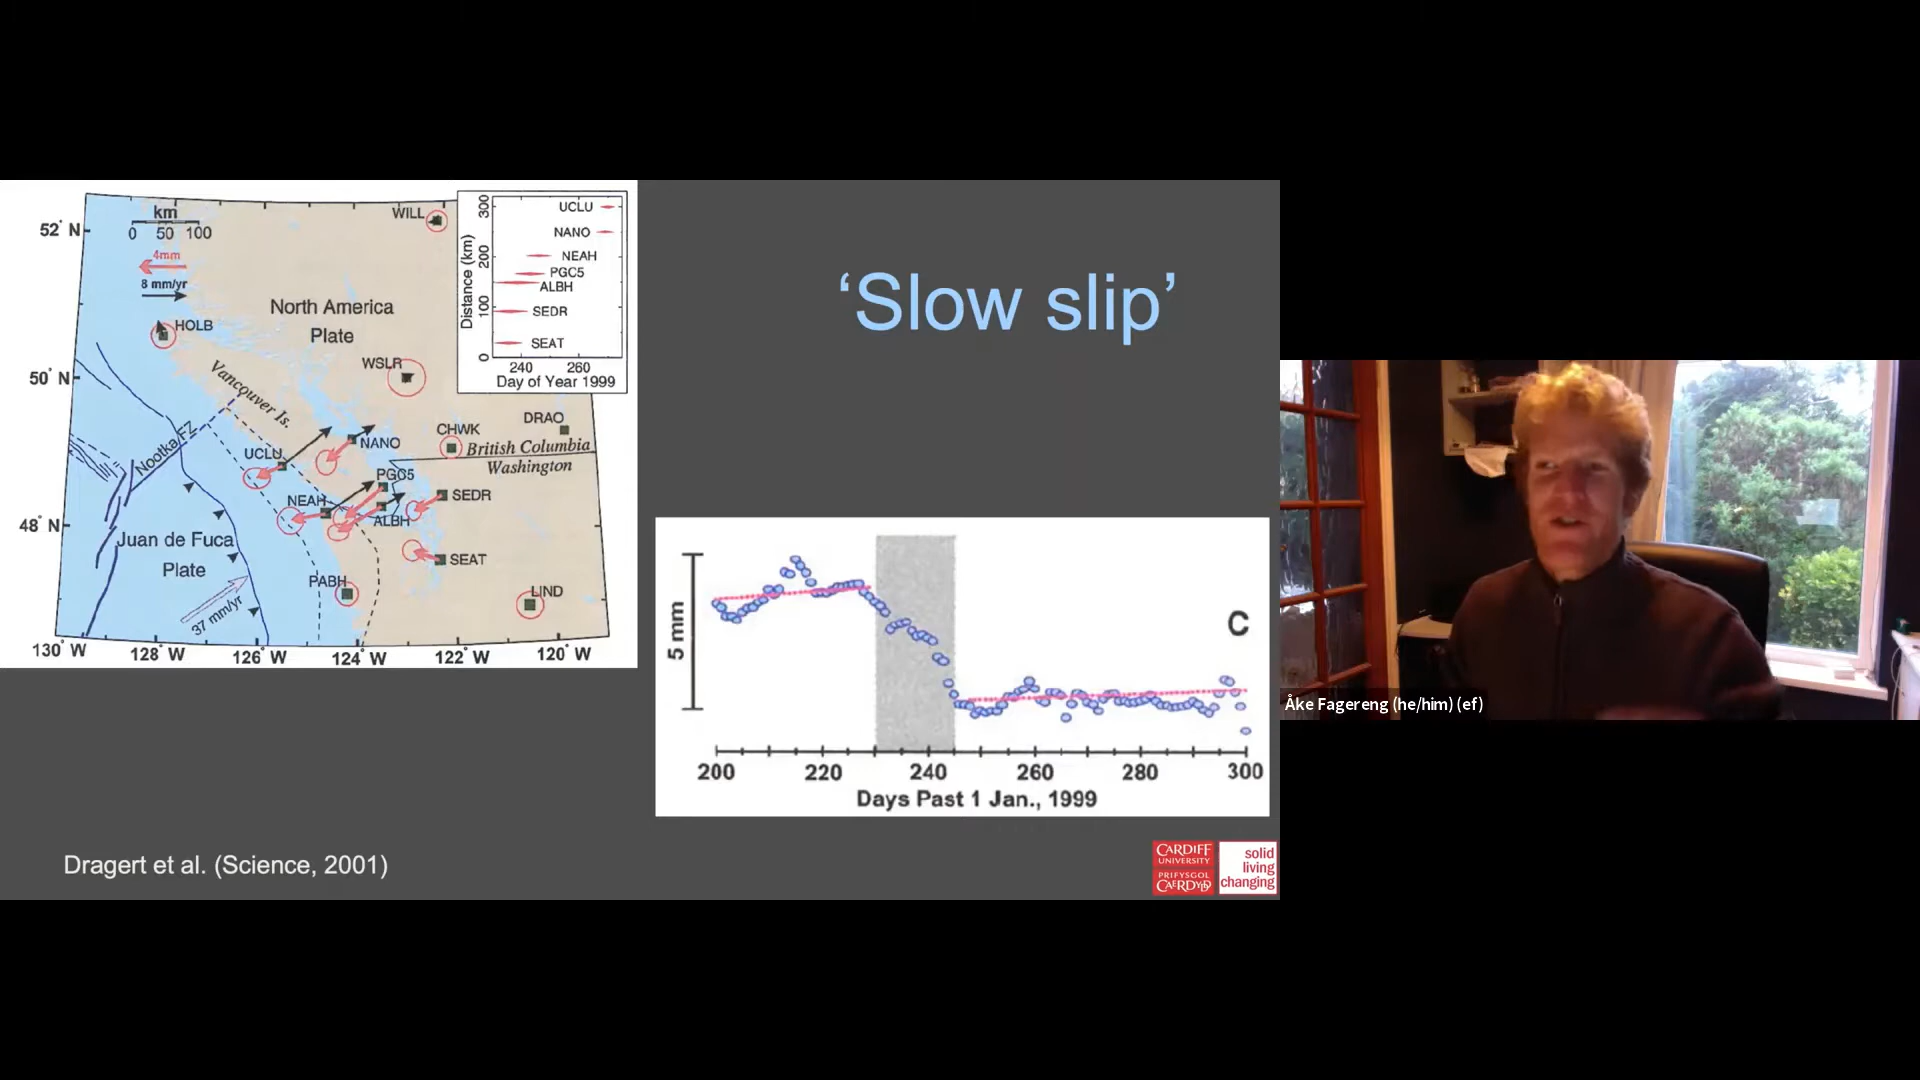 52° N
50° N
48° N
130° W
128° W
126° W
124° W
122° W
120° W
km
0 50 100
4mm
8 mm/yr
HOLB
North America
Plate
WILL
WSLR
Vancouver Is.
Nootka FZ
UCLU
NANO
CHWK
DRAO
British Columbia
Washington
PGC5
NEAH
ALBH
SEDR
SEAT
Juan de Fuca
Plate
37 mm/yr
PABH
LIND
Distance (km)
300
200
100
0
UCLU
NANO
NEAH
PGC5
ALBH
SEDR
SEAT
240 260
Day of Year 1999
‘Slow slip’
5 mm
C
200 220 240 260 280 300
Days Past 1 Jan., 1999
Dragert et al. (Science, 2001)
CARDIFF
UNIVERSITY
PRIFYSGOL
CAERDYDD
solid
living
changing
Åke Fagereng (he/him) (ef)